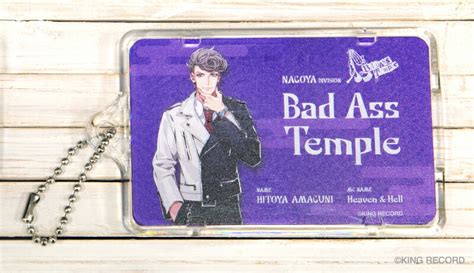 NAGOYA DIVISION
Bad Ass
Temple
NAME
HITOYA AMAGUNI
MC NAME
Heaven & Hell
©KING RECORD
©KING RECORD.